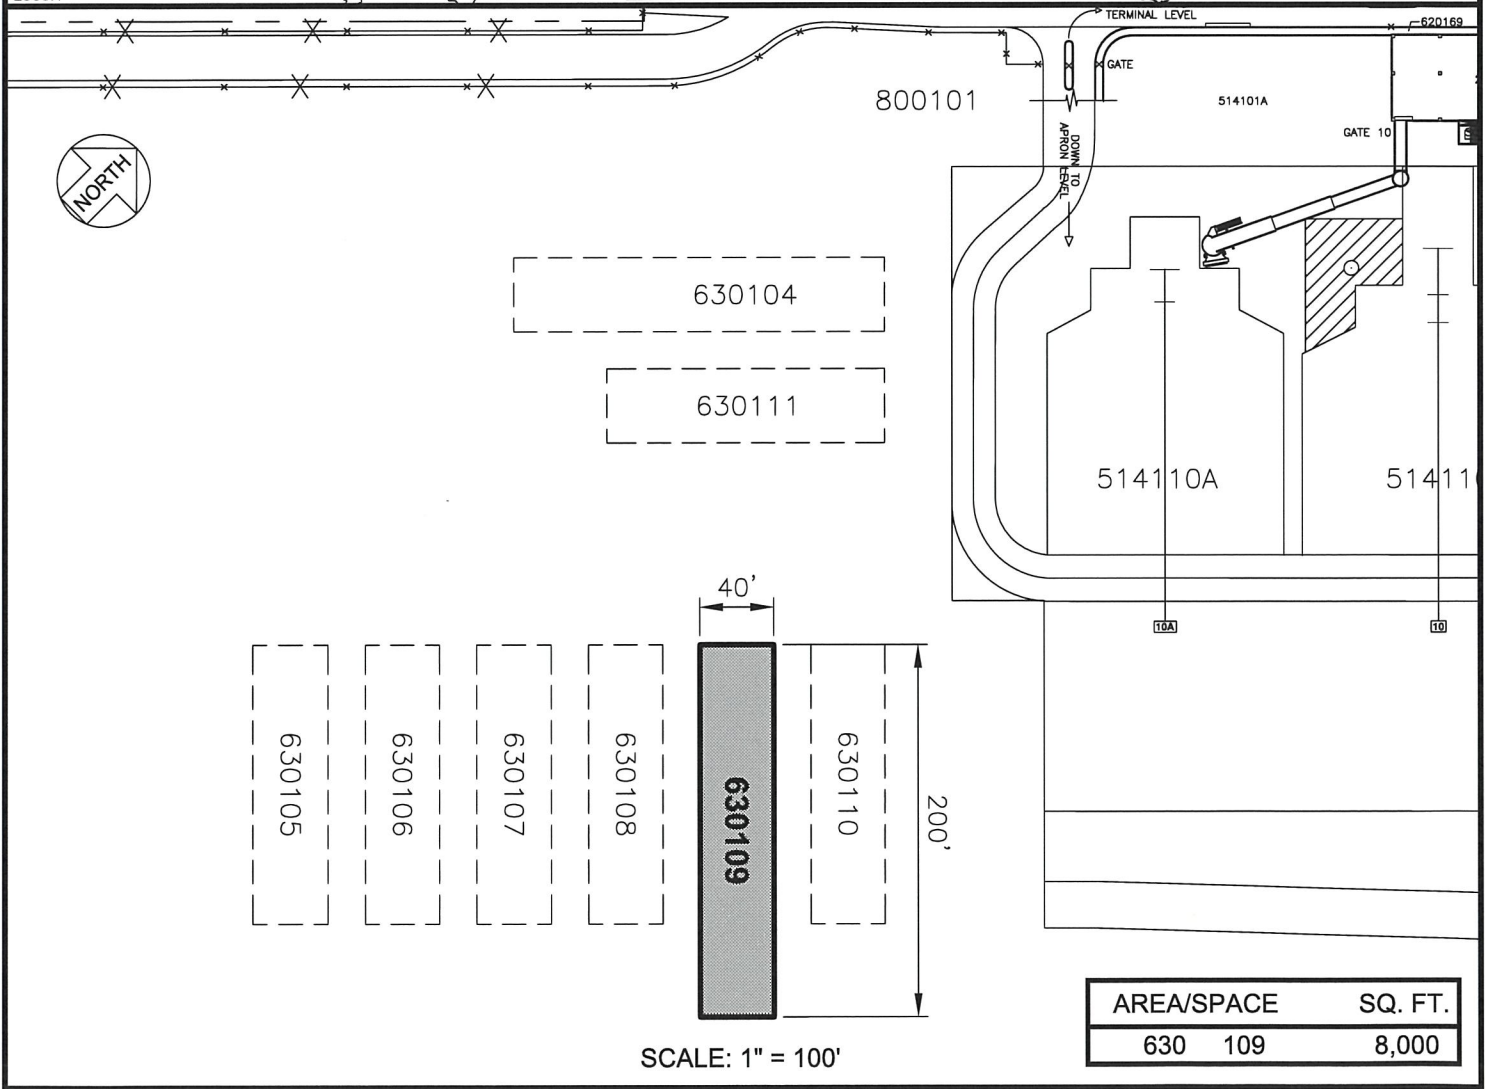 TERMINAL LEVEL
620169
GATE
800101
514101A
GATE 10
DOWN TO
APRON LEVEL
NORTH
630104
630111
514110A
51411
40'
10A
10
630105
630106
630107
630108
630109
630110
200'
AREA/SPACE SQ. FT.
630 109 8,000
SCALE: 1" = 100'